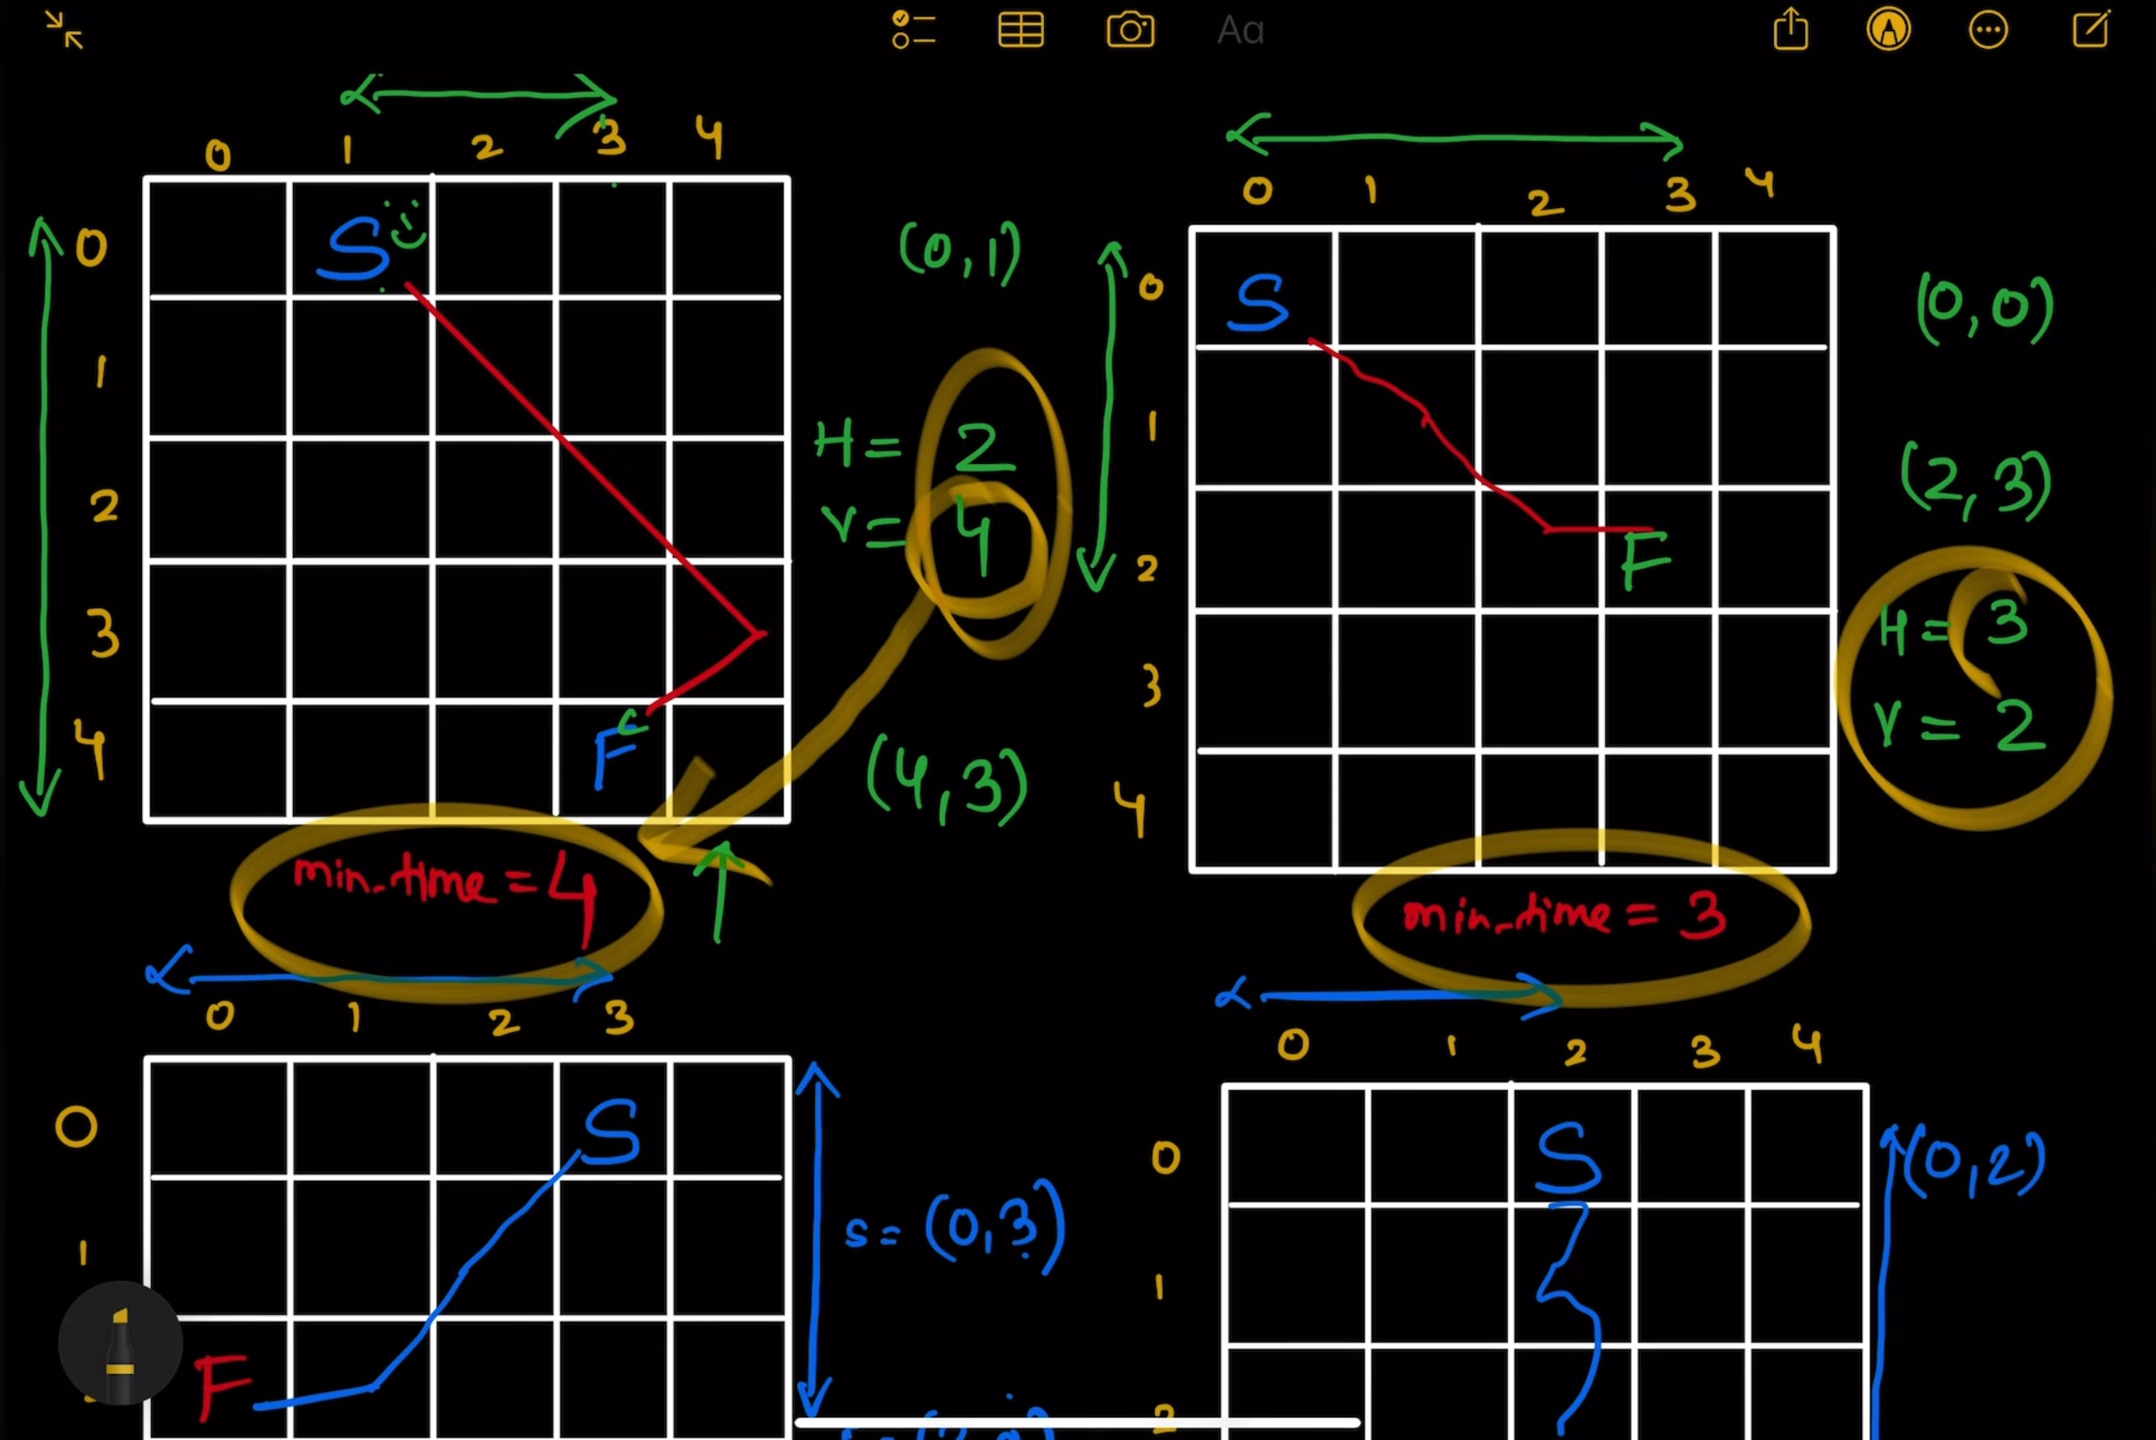 Aa
0 1 2 3 4
0
1
2
3
4
S
F
(0,1)
H = 2
V = 4
(4,3)
min_time = 4
0 1 2 3 4
0
1
2
3
4
S
F
(0,0)
(2,3)
H = 3
V = 2
min_time = 3
0 1 2 3
0
1
S
F
s = (0,3)
0 1 2 3 4
0
1
2
S
(0,2)